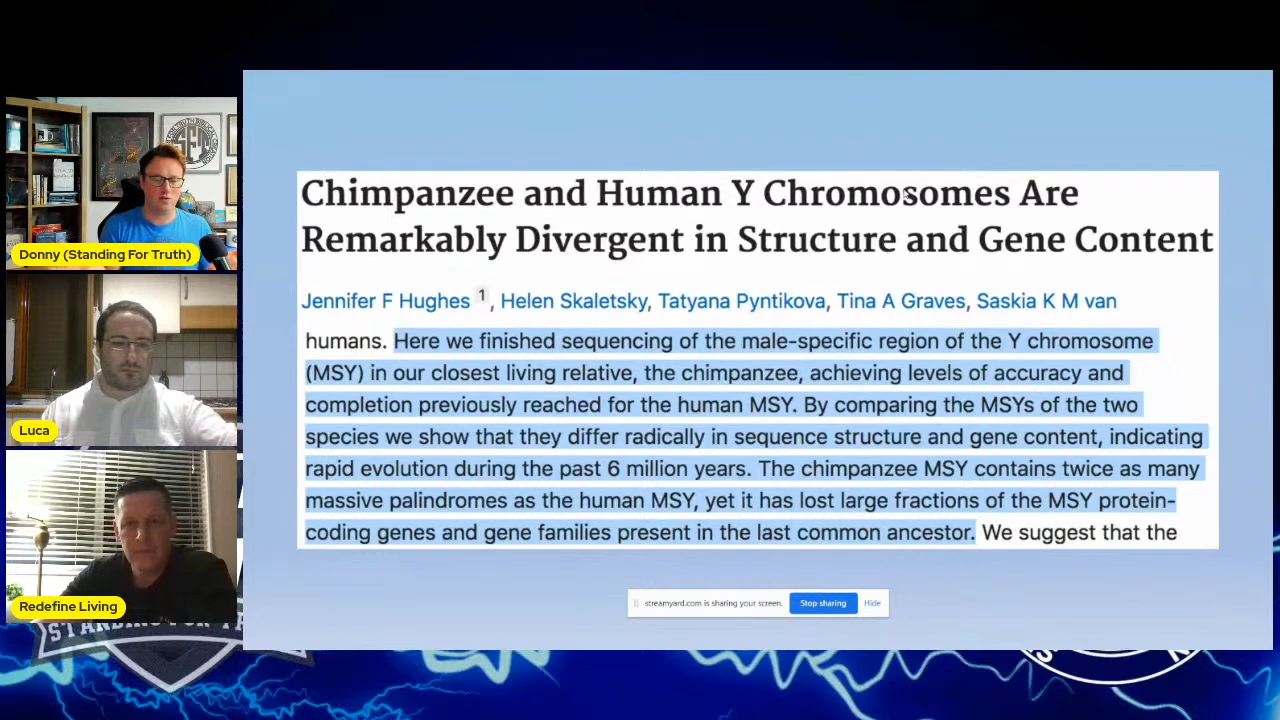 Chimpanzee and Human Y Chromosomes Are
Remarkably Divergent in Structure and Gene Content
Jennifer F Hughes 1, Helen Skaletsky, Tatyana Pyntikova, Tina A Graves, Saskia K M van
humans. Here we finished sequencing of the male-specific region of the Y chromosome
(MSY) in our closest living relative, the chimpanzee, achieving levels of accuracy and
completion previously reached for the human MSY. By comparing the MSYs of the two
species we show that they differ radically in sequence structure and gene content, indicating
rapid evolution during the past 6 million years. The chimpanzee MSY contains twice as many
massive palindromes as the human MSY, yet it has lost large fractions of the MSY protein-
coding genes and gene families present in the last common ancestor. We suggest that the
streamyard.com is sharing your screen.
Stop sharing
Hide
SFT
Donny (Standing For Truth)
Luca
Redefine Living